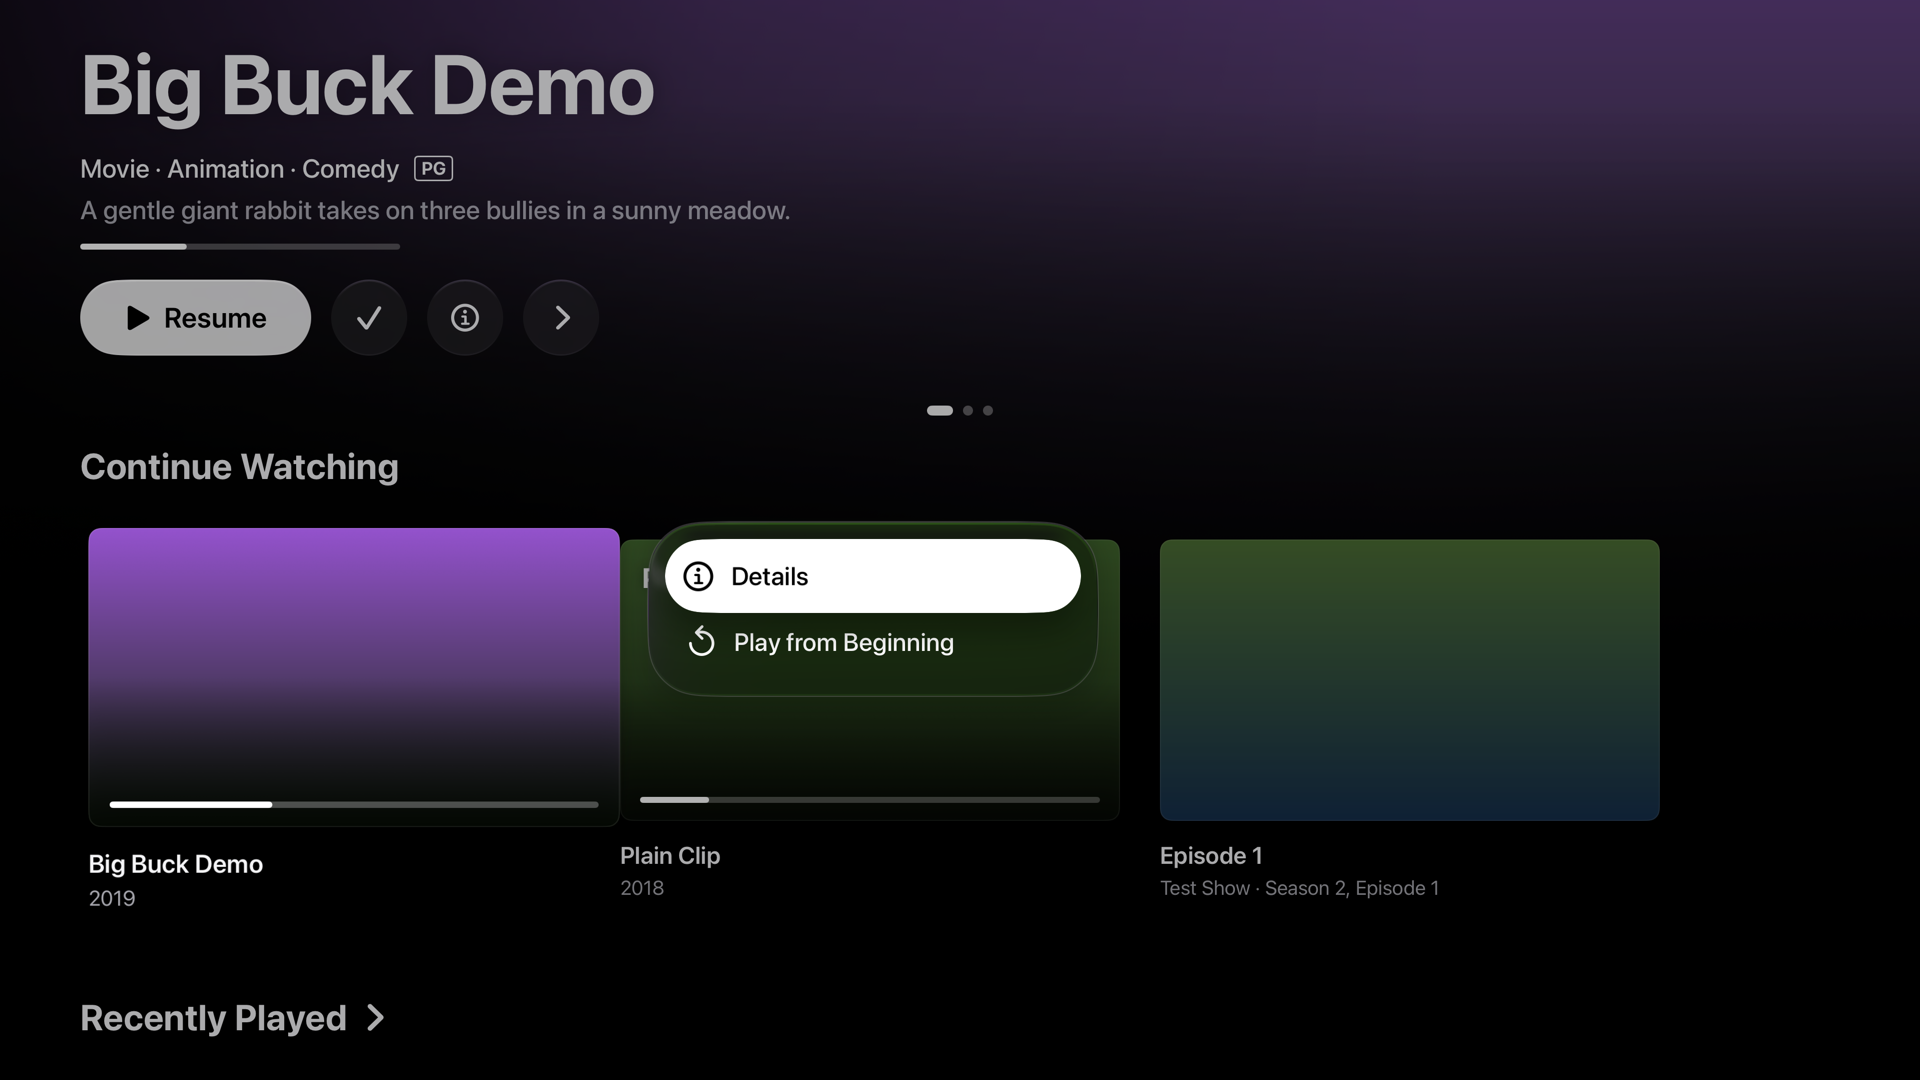 Big Buck Demo
Movie · Animation · Comedy PG
A gentle giant rabbit takes on three bullies in a sunny meadow.
Resume
Continue Watching
Details
Play from Beginning
Big Buck Demo
2019
Plain Clip
2018
Episode 1
Test Show · Season 2, Episode 1
Recently Played